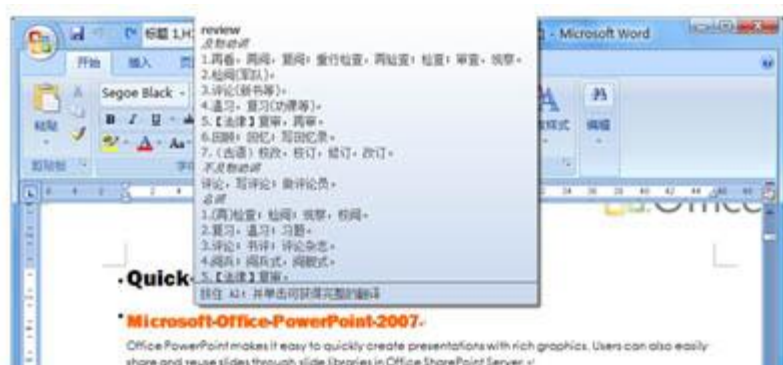 标题 1,H
- Microsoft Word
开始
插入
Segoe Black
B I U
Aa
粘贴
编辑
review
及物动词
1.再看，再阅，复阅；重行检查，再检查；检查；审查，视察。
2.检阅(军队)。
3.评论(新书等)。
4.温习，复习(功课等)。
5.【法律】复审，再审。
6.回顾；回忆；写回忆录。
7.（古语）校改，校订，修订，改订。
不及物动词
评论，写评论；做评论员。
名词
1.(再)检查；检阅；视察，校阅。
2.复习，温习；习题。
3.评论；书评；评论杂志。
4.阅兵；阅兵式，阅舰式。
5.【法律】复审。
按住 Alt 并单击可获得完整的翻译
Office
Quick
Microsoft-Office-PowerPoint-2007
Office PowerPoint makes it easy to quickly create presentations with rich graphics. Users can also easily
share and reuse slides through slide libraries in Office SharePoint Server.